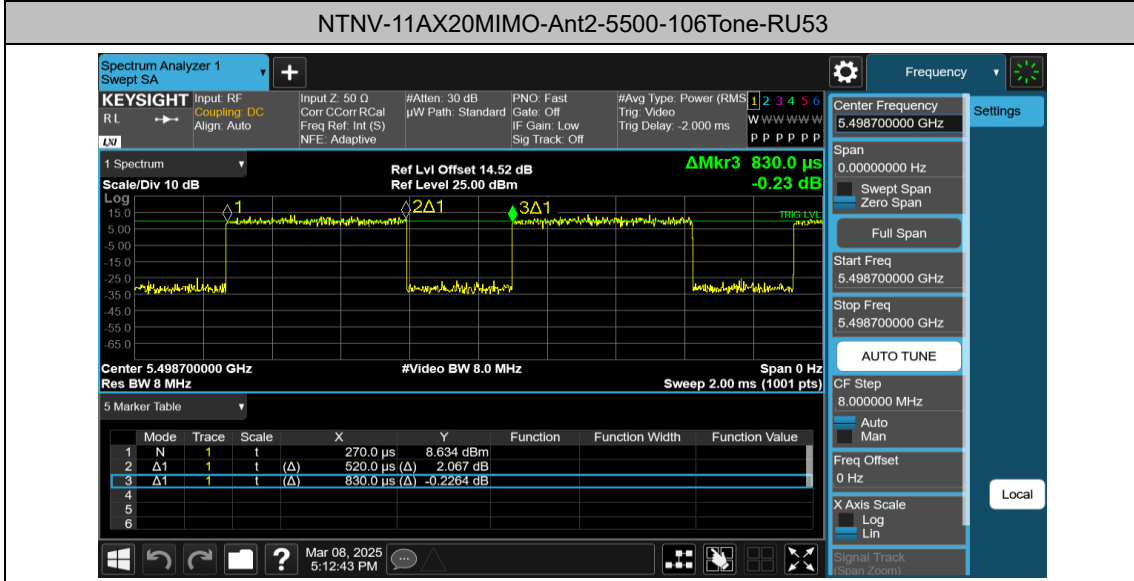 NTNV-11AX20MIMO-Ant2-5500-106Tone-RU53
Spectrum Analyzer 1
Swept SA
Frequency
KEYSIGHT
R L
LXI
Input: RF
Coupling: DC
Align: Auto
Input Z: 50 Ω
Corr CCorr RCal
Freq Ref: Int (S)
NFE: Adaptive
#Atten: 30 dB
µW Path: Standard
PNO: Fast
Gate: Off
IF Gain: Low
Sig Track: Off
#Avg Type: Power (RMS
Trig: Video
Trig Delay: -2.000 ms
1 2 3 4 5 6
W W W W W W
P P P P P P
1 Spectrum
Scale/Div 10 dB
Ref Lvl Offset 14.52 dB
Ref Level 25.00 dBm
ΔMkr3 830.0 µs
-0.23 dB
Log
15.0
5.00
-5.00
-15.0
-25.0
-35.0
-45.0
-55.0
-65.0
1
2Δ1
3Δ1
TRIG LVL
Center 5.498700000 GHz
#Video BW 8.0 MHz
Span 0 Hz
Res BW 8 MHz
Sweep 2.00 ms (1001 pts)
5 Marker Table
Mode Trace Scale X Y Function Function Width Function Value
1 N 1 t 270.0 µs 8.634 dBm
2 Δ1 1 t (Δ) 520.0 µs (Δ) 2.067 dB
3 Δ1 1 t (Δ) 830.0 µs (Δ) -0.2264 dB
4
5
6
Mar 08, 2025
5:12:43 PM
Center Frequency
5.498700000 GHz
Settings
Span
0.00000000 Hz
Swept Span
Zero Span
Full Span
Start Freq
5.498700000 GHz
Stop Freq
5.498700000 GHz
AUTO TUNE
CF Step
8.000000 MHz
Auto
Man
Freq Offset
0 Hz
X Axis Scale
Log
Lin
Signal Track
(Span Zoom)
Local